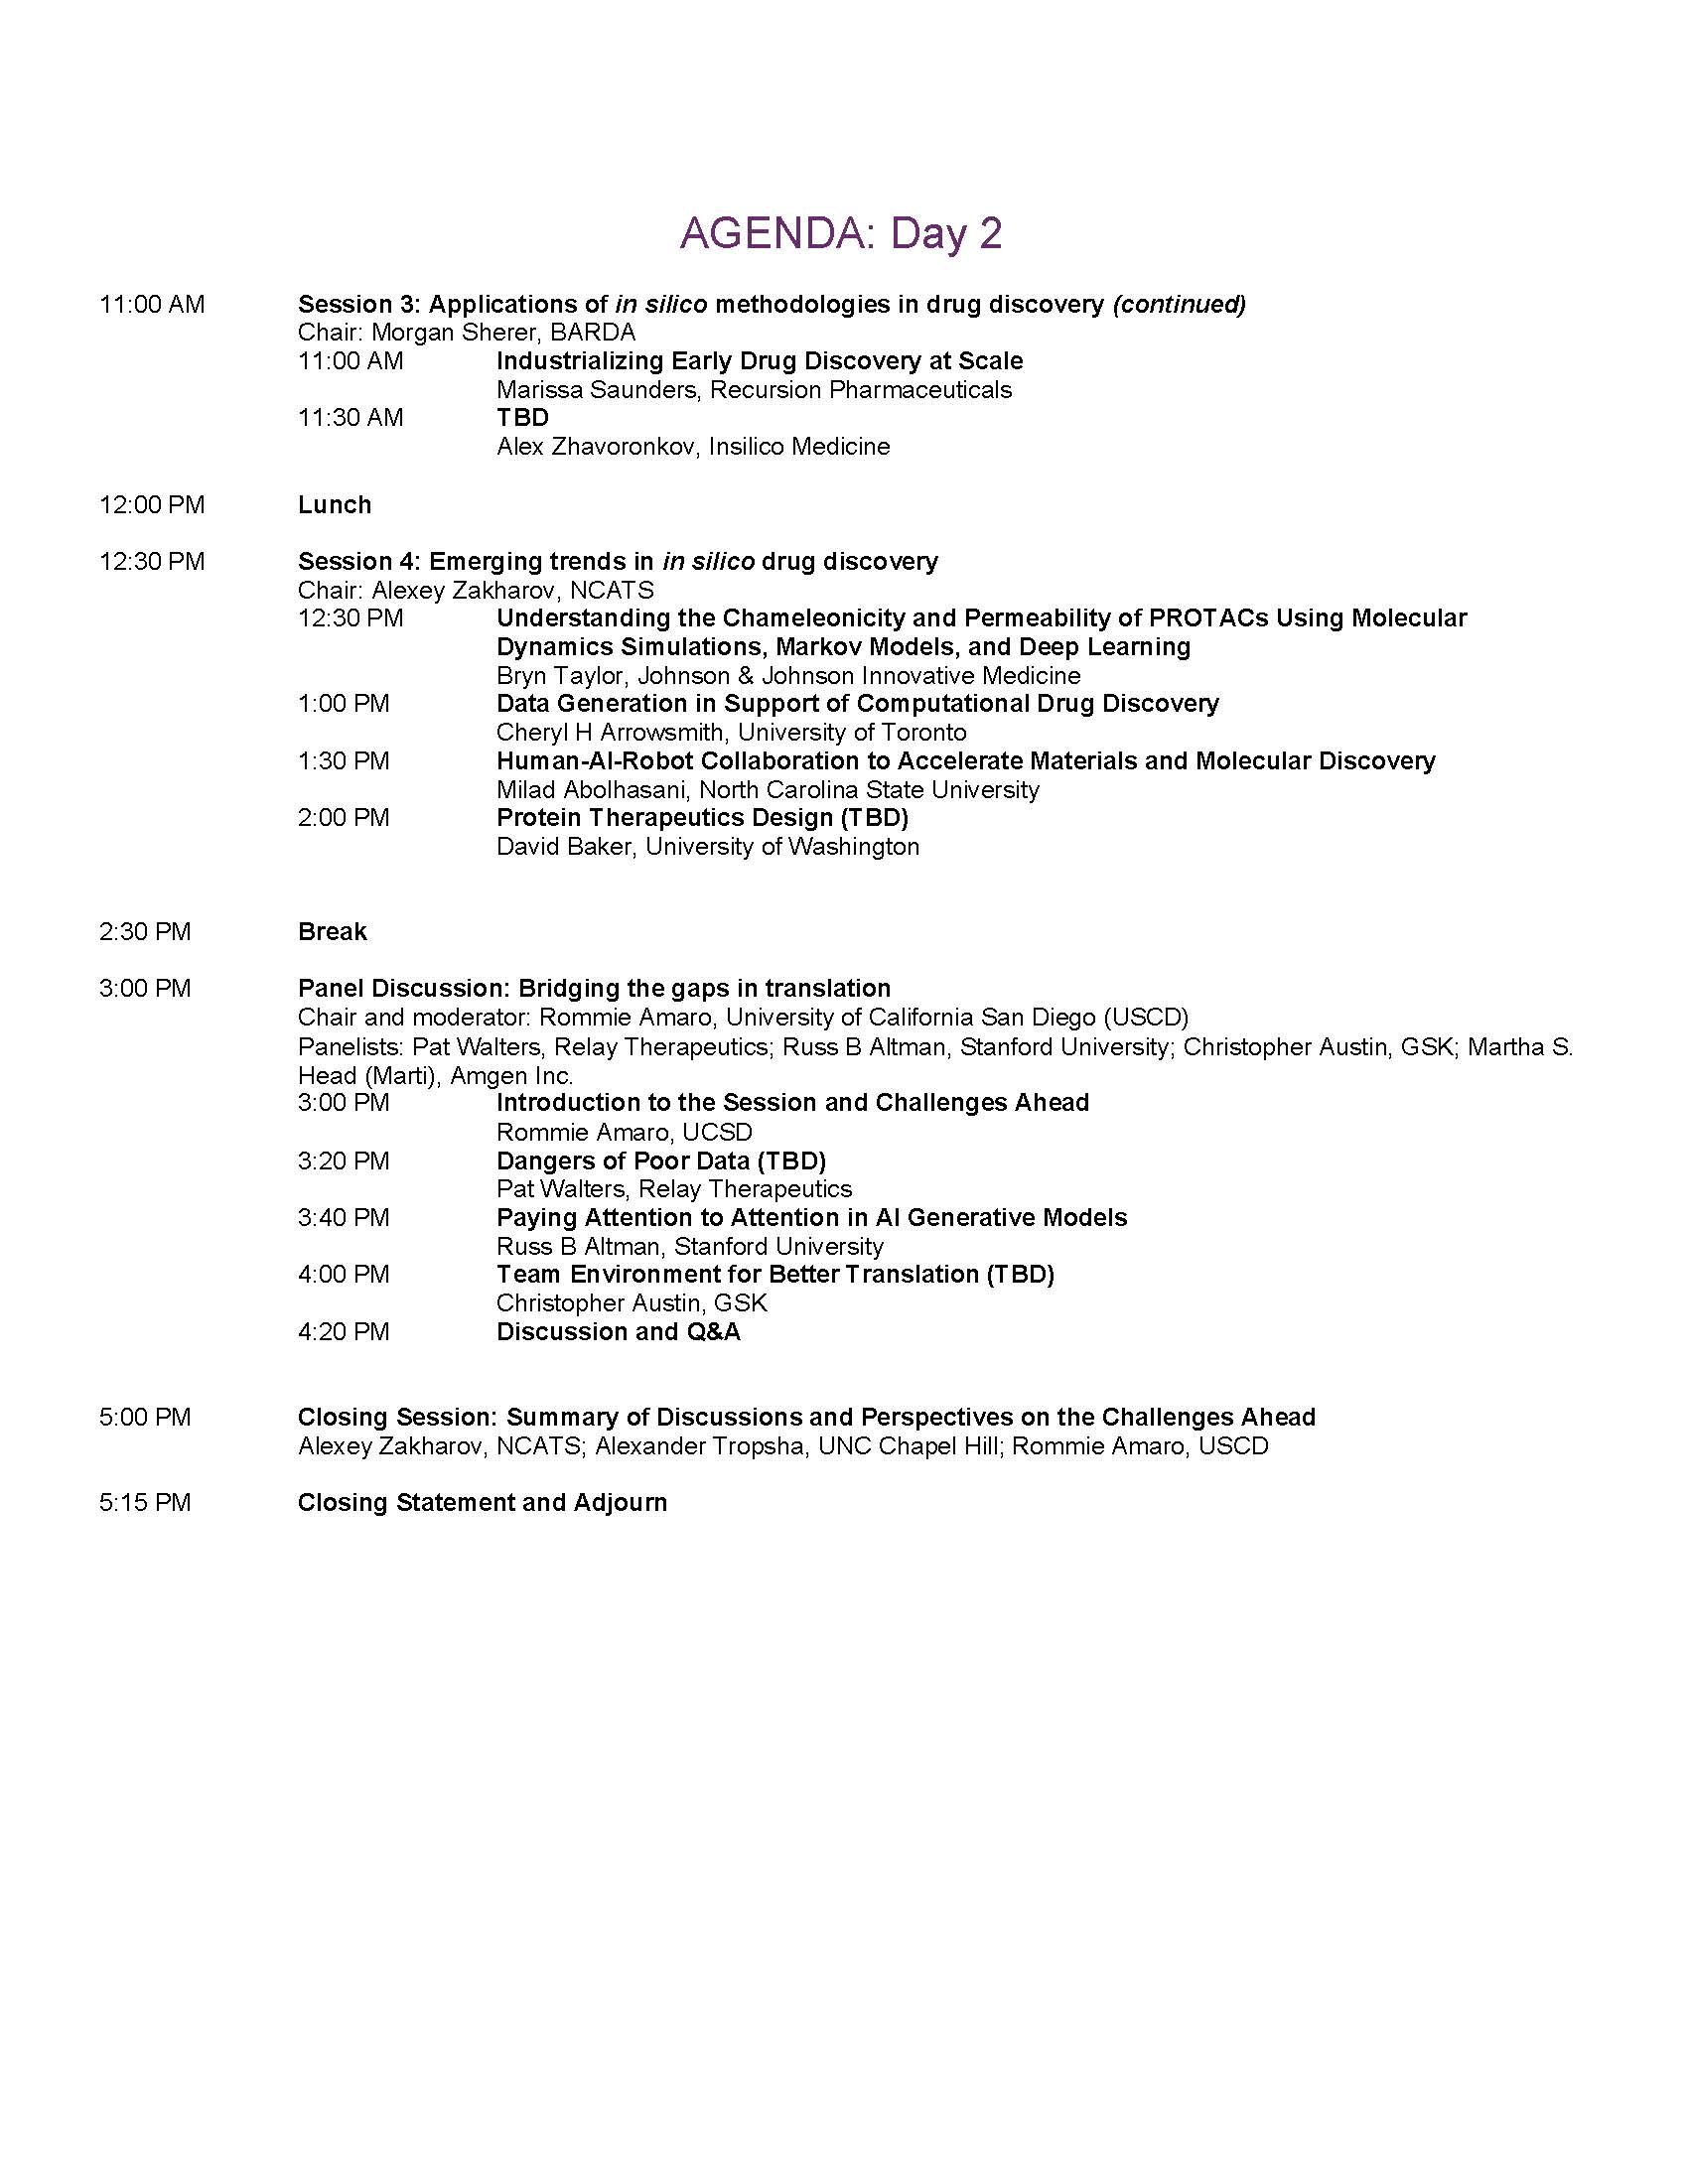 AGENDA: Day 2
11:00 AM Session 3: Applications of in silico methodologies in drug discovery (continued)
Chair: Morgan Sherer, BARDA
11:00 AM Industrializing Early Drug Discovery at Scale
Marissa Saunders, Recursion Pharmaceuticals
11:30 AM TBD
Alex Zhavoronkov, Insilico Medicine
12:00 PM Lunch
12:30 PM Session 4: Emerging trends in in silico drug discovery
Chair: Alexey Zakharov, NCATS
12:30 PM Understanding the Chameleonicity and Permeability of PROTACs Using Molecular
Dynamics Simulations, Markov Models, and Deep Learning
Bryn Taylor, Johnson & Johnson Innovative Medicine
1:00 PM Data Generation in Support of Computational Drug Discovery
Cheryl H Arrowsmith, University of Toronto
1:30 PM Human-AI-Robot Collaboration to Accelerate Materials and Molecular Discovery
Milad Abolhasani, North Carolina State University
2:00 PM Protein Therapeutics Design (TBD)
David Baker, University of Washington
2:30 PM Break
3:00 PM Panel Discussion: Bridging the gaps in translation
Chair and moderator: Rommie Amaro, University of California San Diego (USCD)
Panelists: Pat Walters, Relay Therapeutics; Russ B Altman, Stanford University; Christopher Austin, GSK; Martha S.
Head (Marti), Amgen Inc.
3:00 PM Introduction to the Session and Challenges Ahead
Rommie Amaro, UCSD
3:20 PM Dangers of Poor Data (TBD)
Pat Walters, Relay Therapeutics
3:40 PM Paying Attention to Attention in AI Generative Models
Russ B Altman, Stanford University
4:00 PM Team Environment for Better Translation (TBD)
Christopher Austin, GSK
4:20 PM Discussion and Q&A
5:00 PM Closing Session: Summary of Discussions and Perspectives on the Challenges Ahead
Alexey Zakharov, NCATS; Alexander Tropsha, UNC Chapel Hill; Rommie Amaro, USCD
5:15 PM Closing Statement and Adjourn